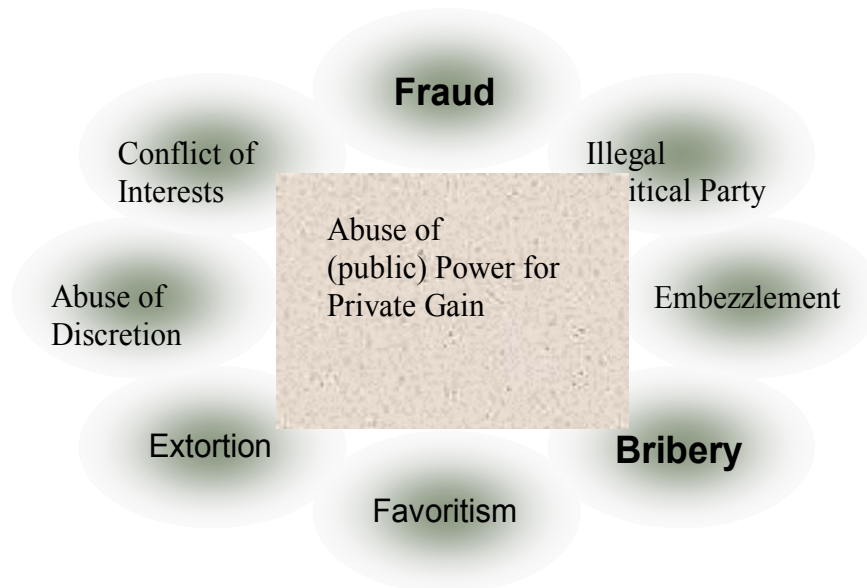 Fraud
Conflict of
Interests
Illegal
itical Party
Abuse of
(public) Power for
Private Gain
Abuse of
Discretion
Embezzlement
Extortion
Bribery
Favoritism